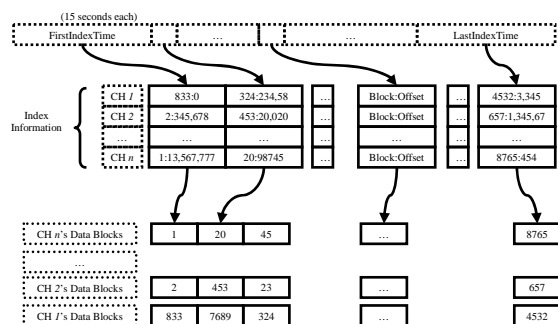 (15 seconds each)
FirstIndexTime ... ... LastIndexTime
CH 1 833:0 324:234,58 ... Block:Offset ... 4532:3,345
CH 2 2:345,678 453:20,020 ... Block:Offset ... 657:1,345,67
... ... ... ... ... ... ...
CH n 1:13,567,777 20:98745 ... Block:Offset ... 8765:454
Index
Information
CH n's Data Blocks 1 20 45 ... 8765
...
CH 2's Data Blocks 2 453 23 ... 657
CH 1's Data Blocks 833 7689 324 ... 4532